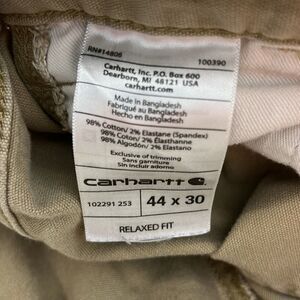 RN#14806 100390
Carhartt, Inc. P.O. Box 600
Dearborn, MI 48121 USA
carhartt.com
Made in Bangladesh
Fabriqué au Bangladesh
Hecho en Bangladesh
98% Cotton/ 2% Elastane (Spandex)
98% Coton/ 2% Élasthanne
98% Algodón/ 2% Elastano
Exclusive of trimming
Sans garniture
Sin incluir adorno
carhartt
102291 253 44 x 30
RELAXED FIT